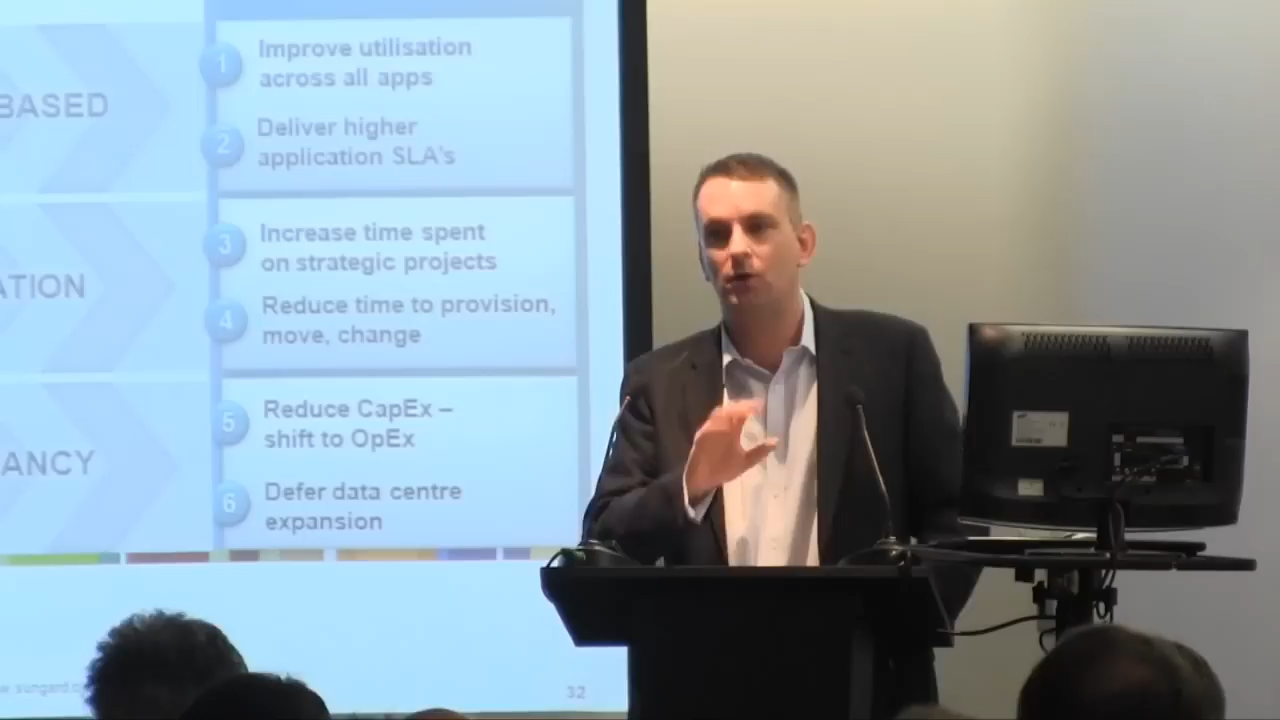 BASED
1 Improve utilisation
across all apps
2 Deliver higher
application SLA's
ATION
3 Increase time spent
on strategic projects
4 Reduce time to provision,
move, change
ANCY
5 Reduce CapEx –
shift to OpEx
6 Defer data centre
expansion
32